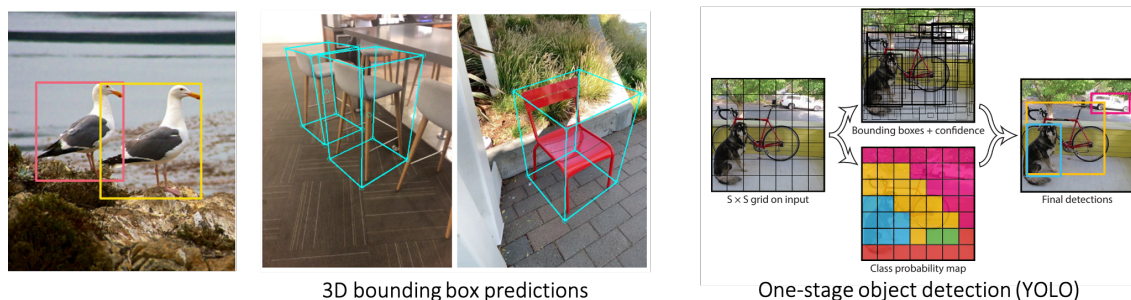 Bounding boxes + confidence
S × S grid on input
Final detections
Class probability map
3D bounding box predictions
One-stage object detection (YOLO)